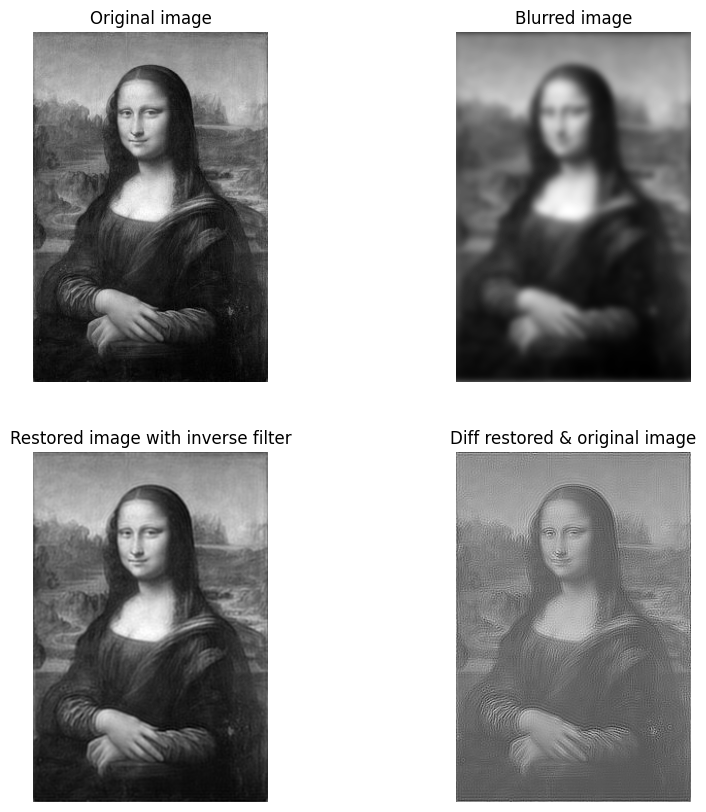 Original image
Blurred image
Restored image with inverse filter
Diff restored & original image